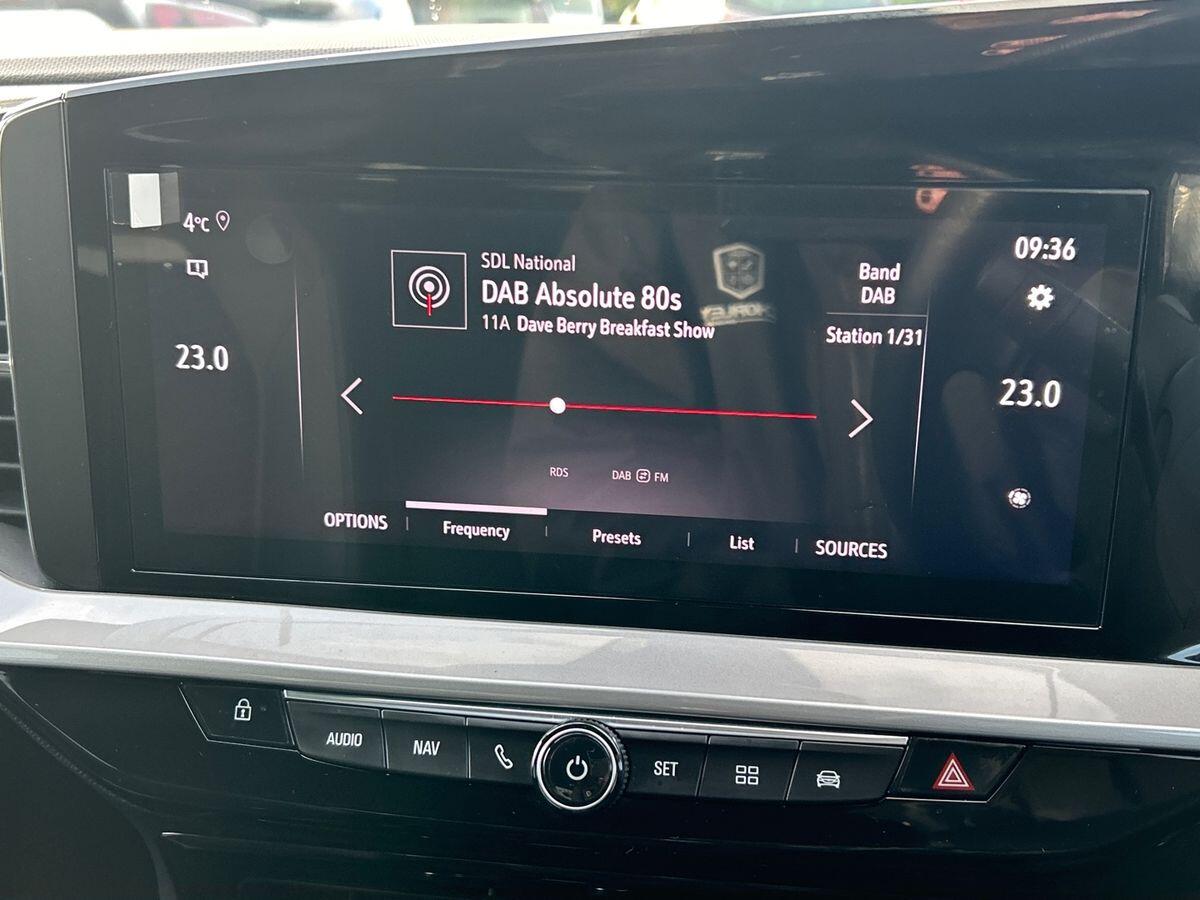 4°C
09:36
SDL National
DAB Absolute 80s
11A Dave Berry Breakfast Show
Band
DAB
Station 1/31
23.0
23.0
RDS
DAB FM
OPTIONS
Frequency
Presets
List
SOURCES
AUDIO
NAV
SET